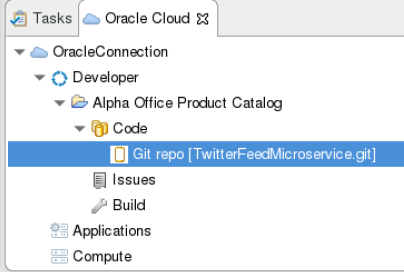 Tasks Oracle Cloud
OracleConnection
Developer
Alpha Office Product Catalog
Code
Git repo [TwitterFeedMicroservice.git]
Issues
Build
Applications
Compute